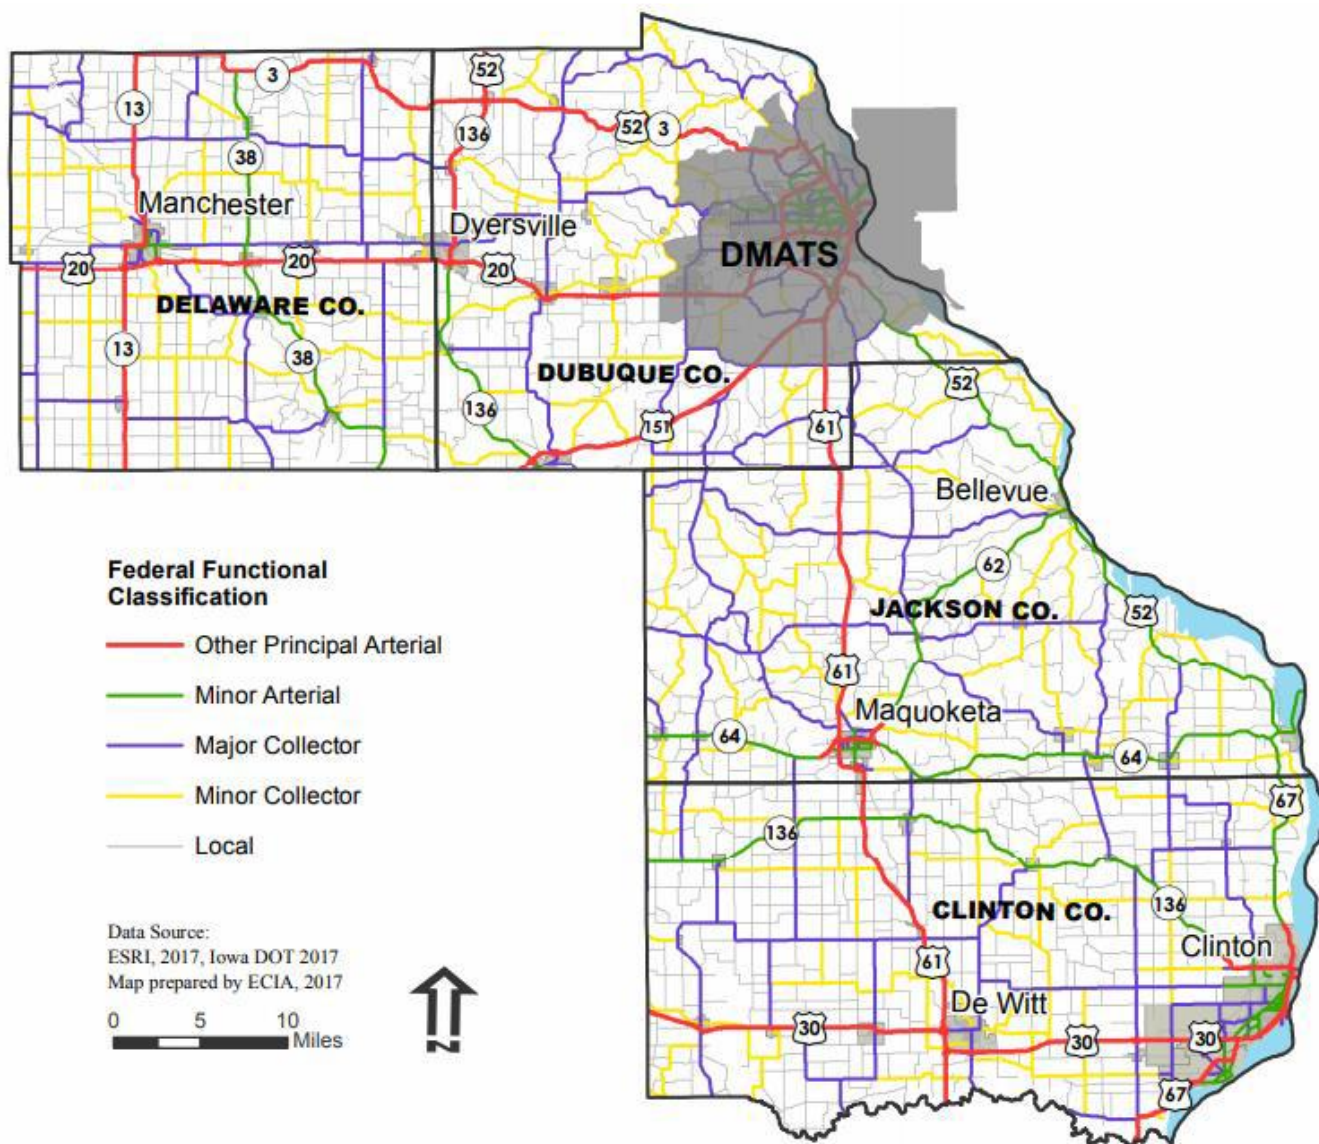 52
3
13
136
52
3
38
Manchester
Dyersville
DMATS
20
20
20
DELAWARE CO.
13
38
DUBUQUE CO.
52
136
151
61
Bellevue
62
Federal Functional
Classification
JACKSON CO.
52
Other Principal Arterial
61
Minor Arterial
Maquoketa
Major Collector
64
64
Minor Collector
67
136
Local
CLINTON CO.
136
Data Source:
ESRI, 2017, Iowa DOT 2017
Map prepared by ECIA, 2017
Clinton
61
De Witt
0 5 10
Miles
N
30
30
30
67